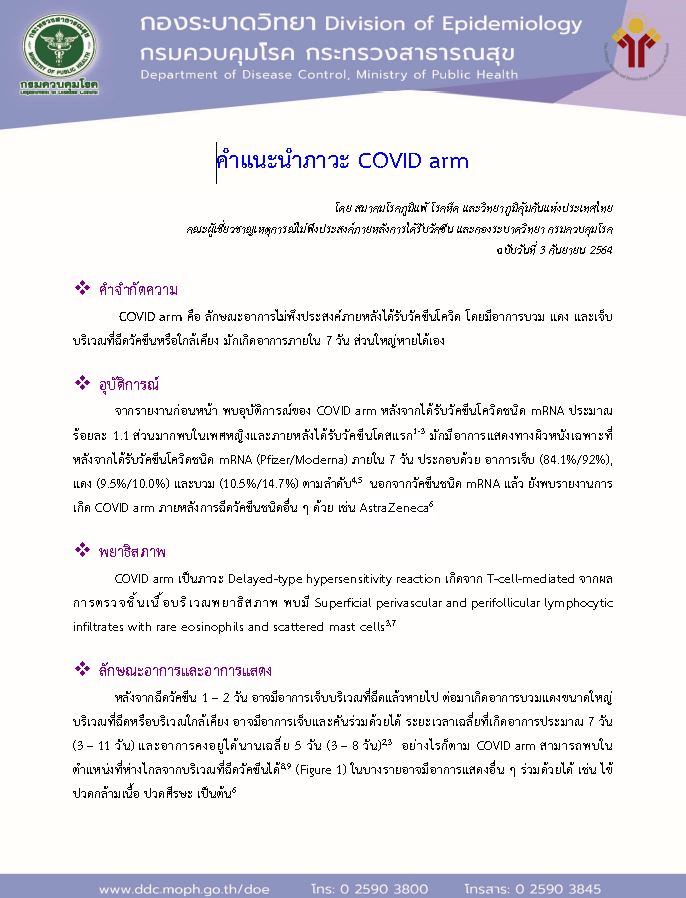 กองระบาดวิทยา Division of Epidemiology
กรมควบคุมโรค กระทรวงสาธารณสุข
Department of Disease Control, Ministry of Public Health
MINISTRY OF PUBLIC HEALTH
กรมควบคุมโรค
คำแนะนำภาวะ COVID arm
โดย สมาคมโรคภูมิแพ้ โรคหืด และวิทยาภูมิคุ้มกันแห่งประเทศไทย
คณะผู้เชี่ยวชาญเหตุการณ์ไม่พึงประสงค์ภายหลังการได้รับวัคซีน และกองระบาดวิทยา กรมควบคุมโรค
ฉบับวันที่ 3 กันยายน 2564
❖ คำจำกัดความ
COVID arm คือ ลักษณะอาการไม่พึงประสงค์ภายหลังได้รับวัคซีนโควิด โดยมีอาการบวม แดง และเจ็บ
บริเวณที่ฉีดวัคซีนหรือใกล้เคียง มักเกิดอาการภายใน 7 วัน ส่วนใหญ่หายได้เอง
❖ อุบัติการณ์
จากรายงานก่อนหน้า พบอุบัติการณ์ของ COVID arm หลังจากได้รับวัคซีนโควิดชนิด mRNA ประมาณ
ร้อยละ 1.1 ส่วนมากพบในเพศหญิงและภายหลังได้รับวัคซีนโดสแรก¹⁻³ มักมีอาการแสดงทางผิวหนังเฉพาะที่
หลังจากได้รับวัคซีนโควิดชนิด mRNA (Pfizer/Moderna) ภายใน 7 วัน ประกอบด้วย อาการเจ็บ (84.1%/92%),
แดง (9.5%/10.0%) และบวม (10.5%/14.7%) ตามลำดับ⁴,⁵ นอกจากวัคซีนชนิด mRNA แล้ว ยังพบรายงานการ
เกิด COVID arm ภายหลังการฉีดวัคซีนชนิดอื่น ๆ ด้วย เช่น AstraZeneca⁶
❖ พยาธิสภาพ
COVID arm เป็นภาวะ Delayed-type hypersensitivity reaction เกิดจาก T-cell-mediated จากผล
การตรวจชิ้นเนื้อบริเวณพยาธิสภาพ พบมี Superficial perivascular and perifollicular lymphocytic
infiltrates with rare eosinophils and scattered mast cells³,⁷
❖ ลักษณะอาการและอาการแสดง
หลังจากฉีดวัคซีน 1 – 2 วัน อาจมีอาการเจ็บบริเวณที่ฉีดแล้วหายไป ต่อมาเกิดอาการบวมแดงขนาดใหญ่
บริเวณที่ฉีดหรือบริเวณใกล้เคียง อาจมีอาการเจ็บและคันร่วมด้วยได้ ระยะเวลาเฉลี่ยที่เกิดอาการประมาณ 7 วัน
(3 – 11 วัน) และอาการคงอยู่ได้นานเฉลี่ย 5 วัน (3 – 8 วัน)²,³ อย่างไรก็ตาม COVID arm สามารถพบใน
ตำแหน่งที่ห่างไกลจากบริเวณที่ฉีดวัคซีนได้⁸,⁹ (Figure 1) ในบางรายอาจมีอาการแสดงอื่น ๆ ร่วมด้วยได้ เช่น ไข้
ปวดกล้ามเนื้อ ปวดศีรษะ เป็นต้น⁶
www.ddc.moph.go.th/doe โทร: 0 2590 3800 โทรสาร: 0 2590 3845